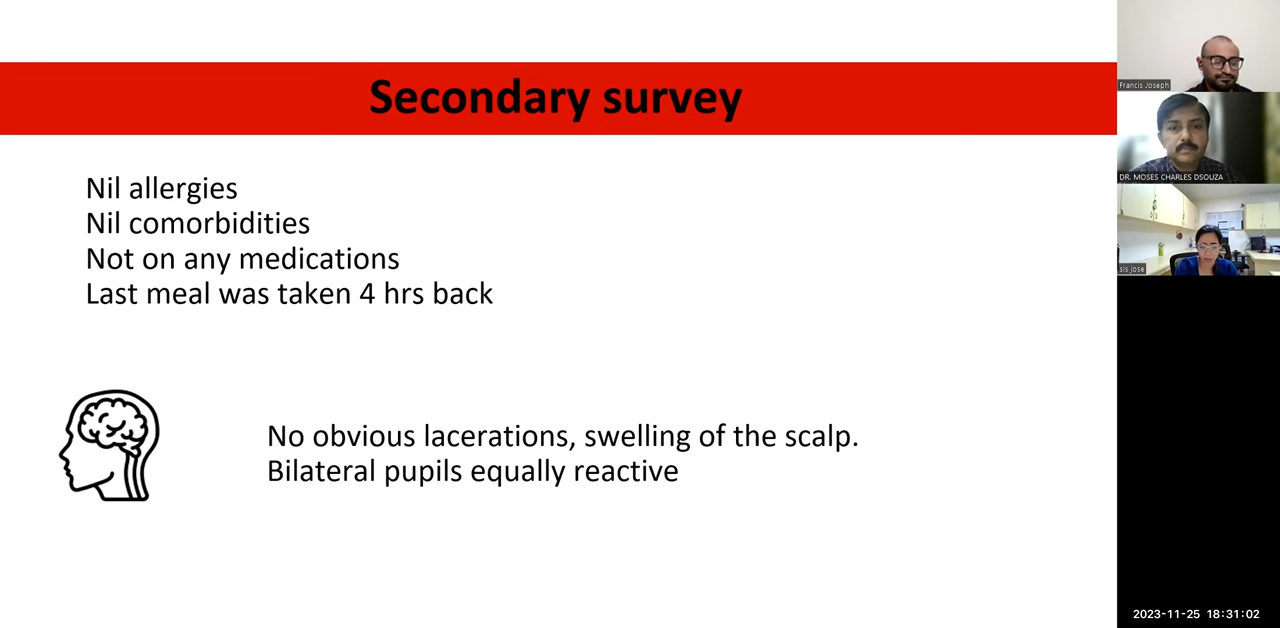 Secondary survey
Nil allergies
Nil comorbidities
Not on any medications
Last meal was taken 4 hrs back
No obvious lacerations, swelling of the scalp.
Bilateral pupils equally reactive
Francis Joseph
DR. MOSES CHARLES DSOUZA
sis jose
2023-11-25 18:31:02